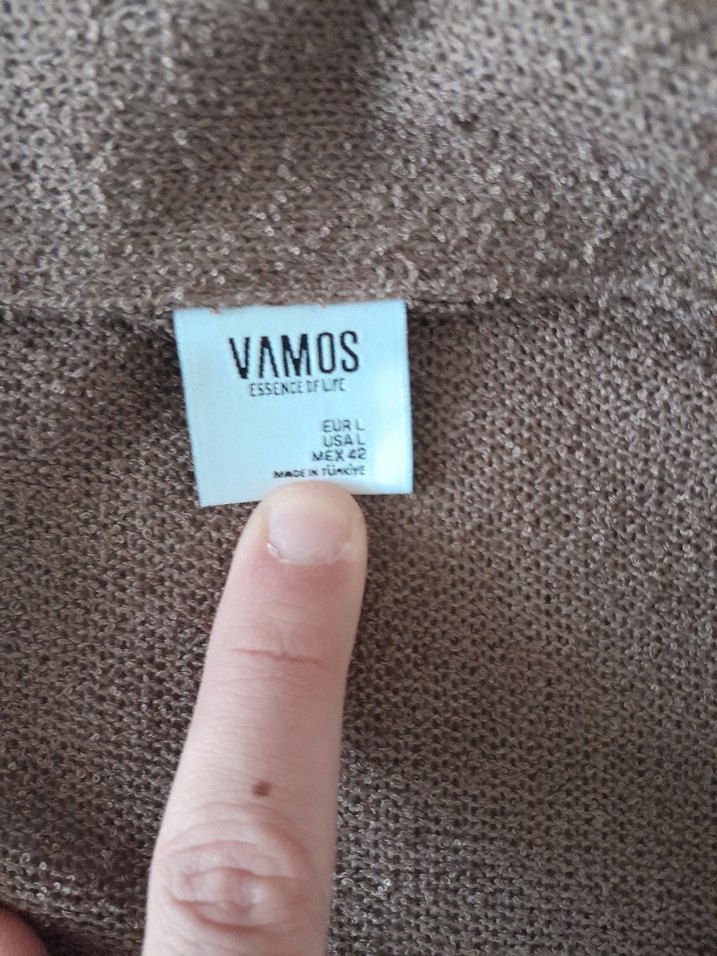 VAMOS
ESSENCE OF LIFE
EUR L
USA L
MEX 42
MADE IN TÜRKİYE